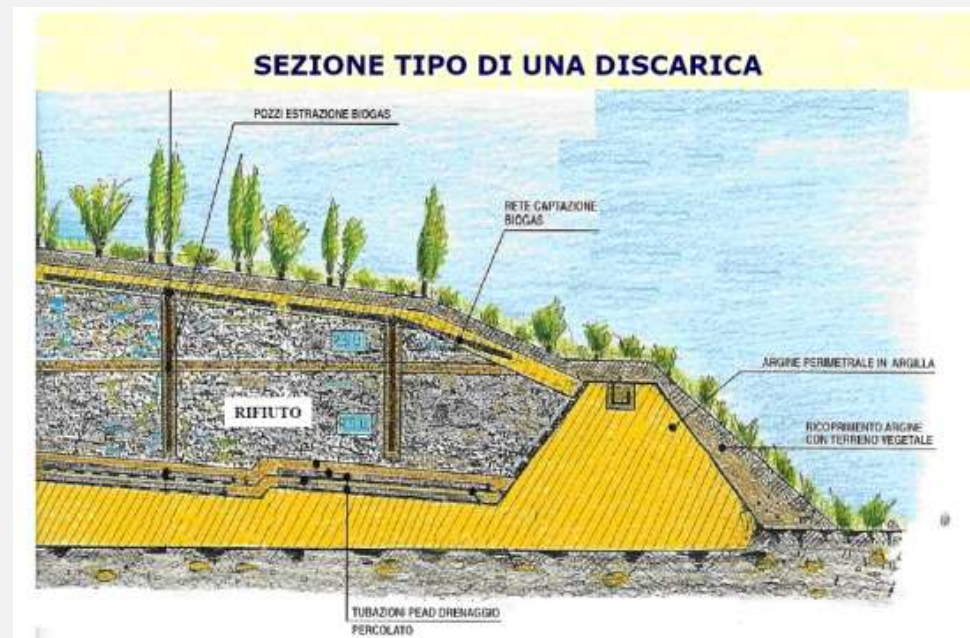 SEZIONE TIPO DI UNA DISCARICA
POZZI ESTRAZIONE BIOGAS
RETE CAPTAZIONE
BIOGAS
ARGINE PERIMETRALE IN ARGILLA
RIFIUTO
RICOPRIMENTO ARGINE
CON TERRENO VEGETALE
TUBAZIONI PEAD DRENAGGIO
PERCOLATO